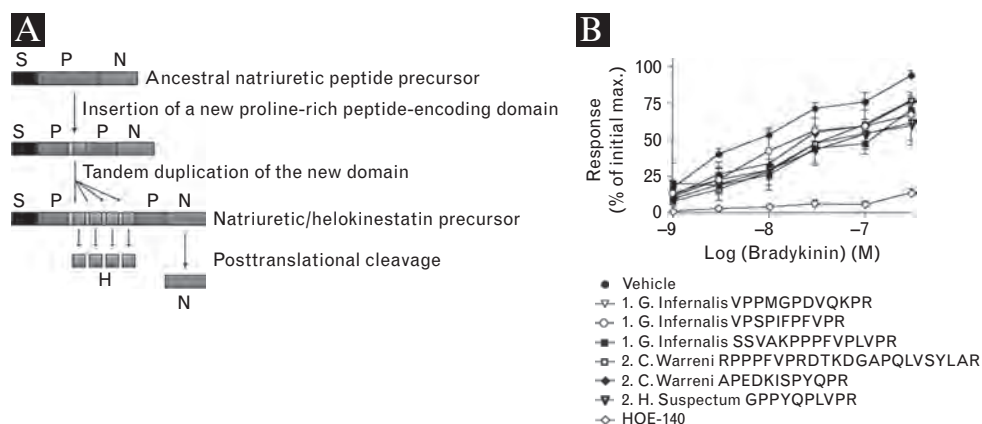 A
S P N
Ancestral natriuretic peptide precursor
Insertion of a new proline-rich peptide-encoding domain
S P P N
Tandem duplication of the new domain
S P P N
Natriuretic/helokinestatin precursor
Posttranslational cleavage
H
N
B
Response
(% of initial max.)
100
75
50
25
0
–9 –8 –7
Log (Bradykinin) (M)
Vehicle
1. G. Infernalis VPPMGPDVQKPR
1. G. Infernalis VPSPIFPFVPR
1. G. Infernalis SSVAKPPPFVPLVPR
2. C. Warreni RPPPFVPRDTKDGAPQLVSYLAR
2. C. Warreni APEDKISPYQPR
2. H. Suspectum GPPYQPLVPR
HOE-140